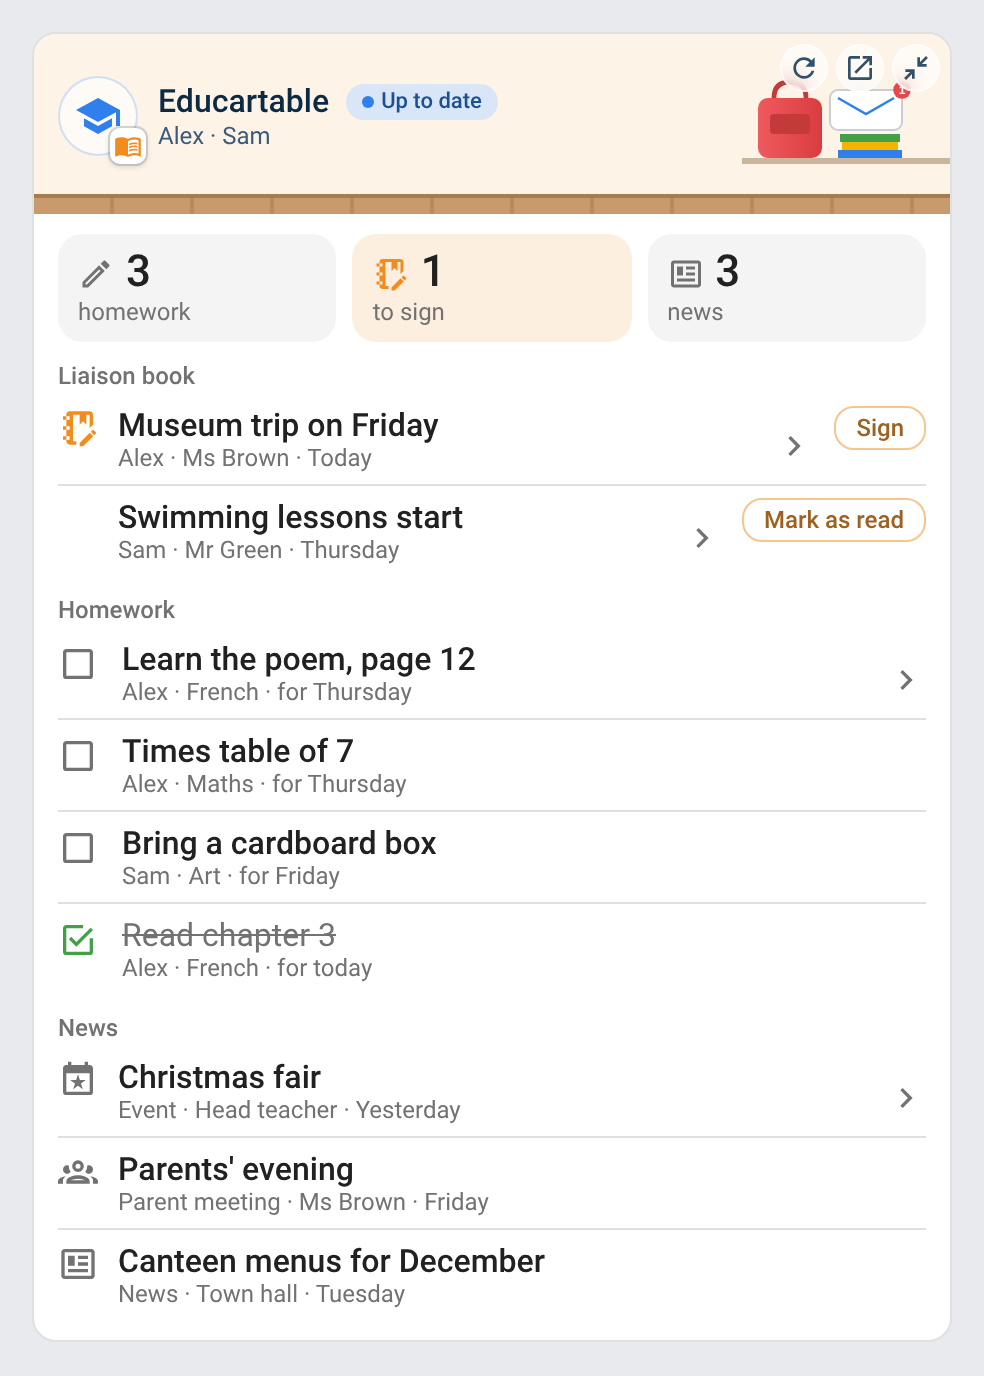 Educartable
Up to date
Alex · Sam
1
3
homework
1
to sign
3
news
Liaison book
Museum trip on Friday
Alex · Ms Brown · Today
Sign
Swimming lessons start
Sam · Mr Green · Thursday
Mark as read
Homework
Learn the poem, page 12
Alex · French · for Thursday
Times table of 7
Alex · Maths · for Thursday
Bring a cardboard box
Sam · Art · for Friday
Read chapter 3
Alex · French · for today
News
Christmas fair
Event · Head teacher · Yesterday
Parents' evening
Parent meeting · Ms Brown · Friday
Canteen menus for December
News · Town hall · Tuesday